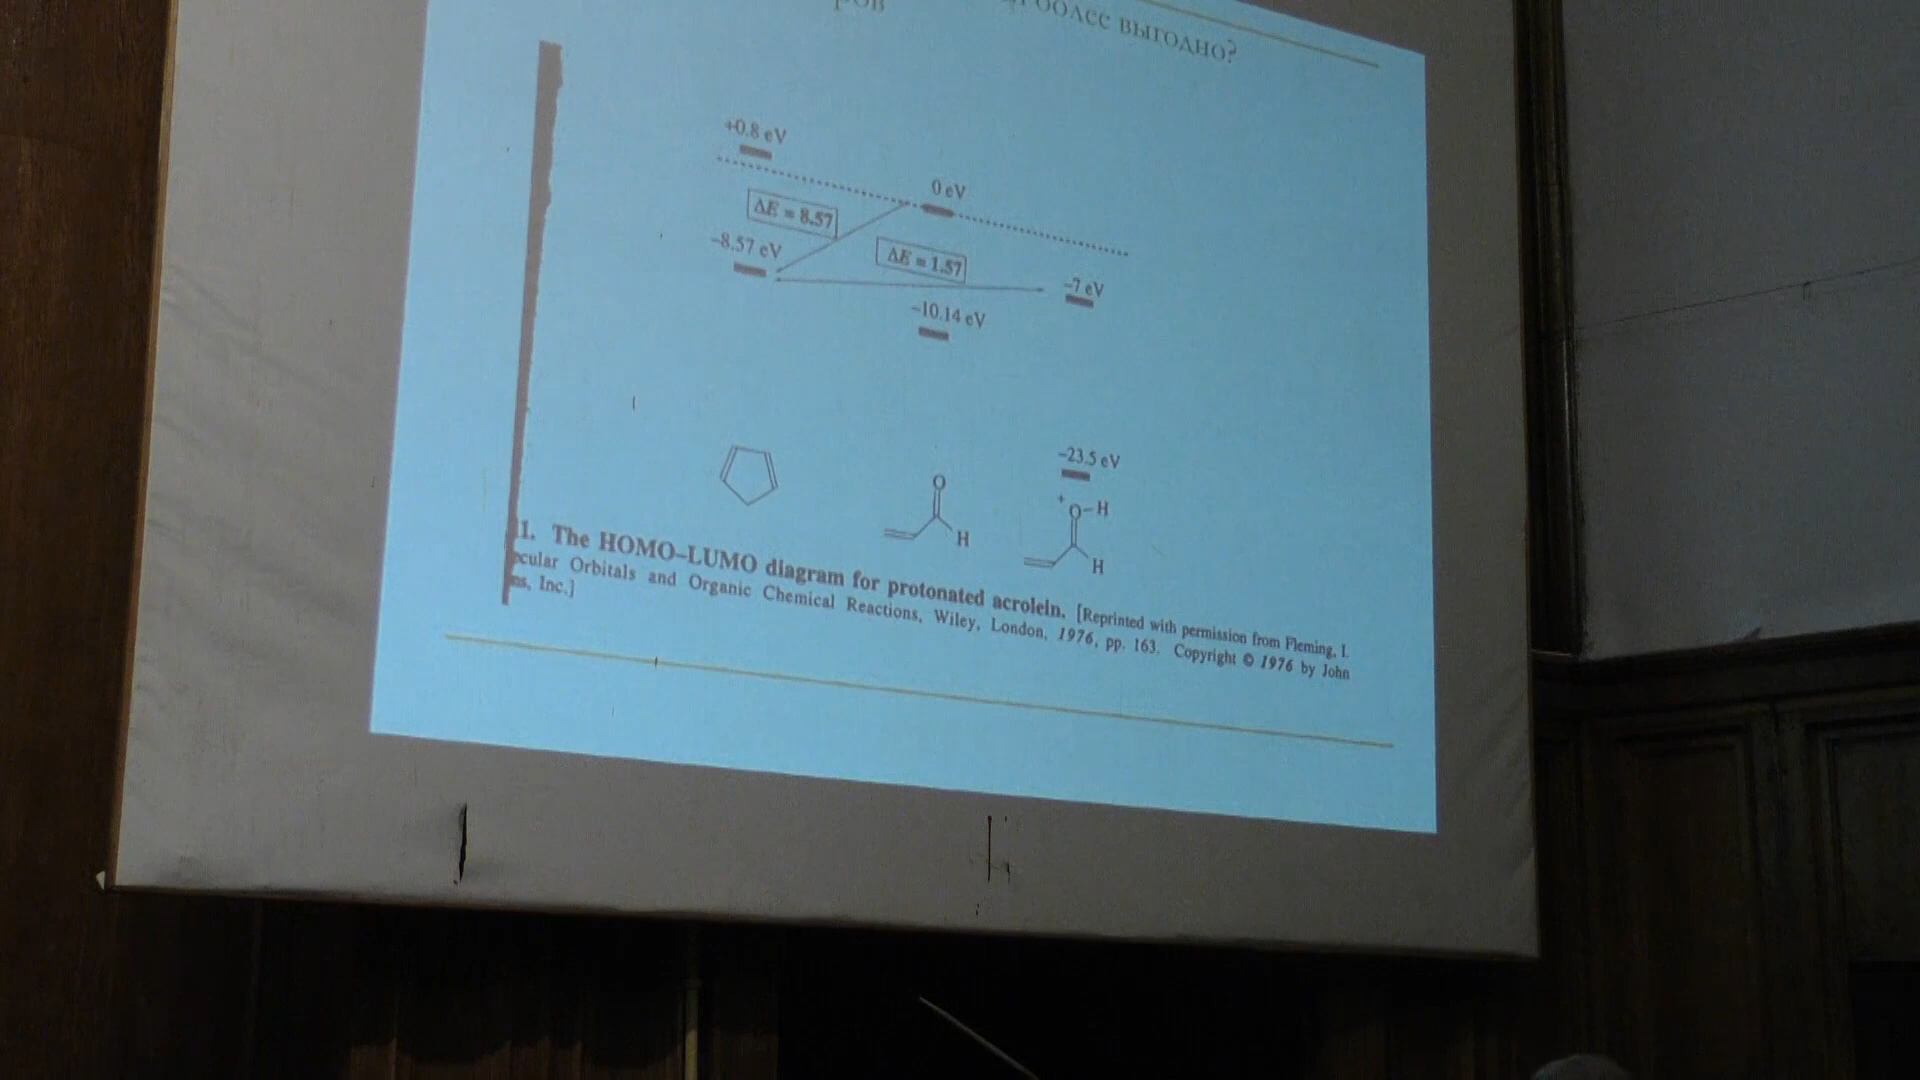 более выгодно?
+0.8 eV
0 eV
ΔE = 8.57
-8.57 eV
ΔE = 1.57
-7 eV
-10.14 eV
-23.5 eV
+
O-H
O
H
H
1. The HOMO–LUMO diagram for protonated acrolein. [Reprinted with permission from Fleming, I.
cular Orbitals and Organic Chemical Reactions, Wiley, London, 1976, pp. 163. Copyright © 1976 by John
ns, Inc.]